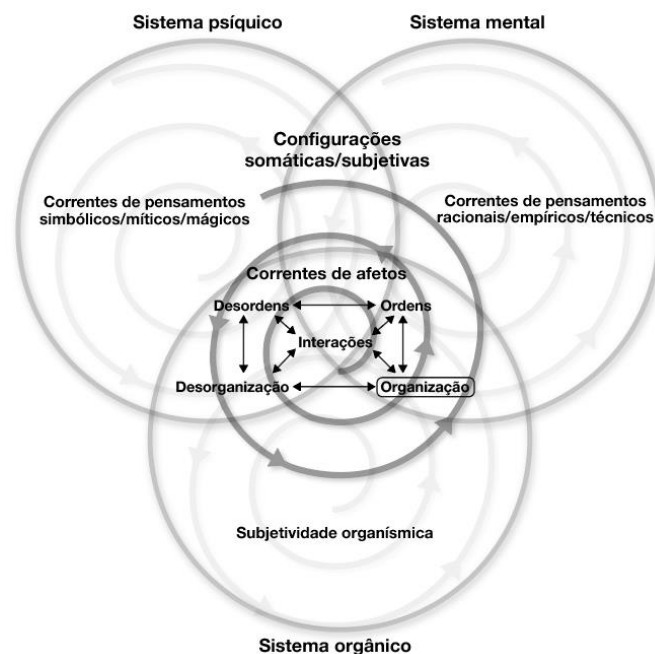 Sistema psíquico
Sistema mental
Configurações
somáticas/subjetivas
Correntes de pensamentos
simbólicos/míticos/mágicos
Correntes de pensamentos
racionais/empíricos/técnicos
Correntes de afetos
Desordens
Ordens
Interações
Desorganização
Organização
Subjetividade organísmica
Sistema orgânico